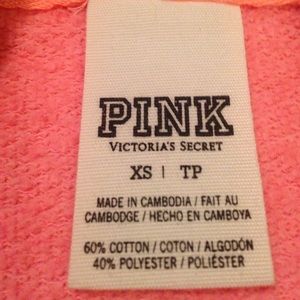 PINK
VICTORIA'S SECRET
XS | TP
MADE IN CAMBODIA / FAIT AU
CAMBODGE / HECHO EN CAMBOYA
60% COTTON / COTON / ALGODÓN
40% POLYESTER / POLIÉSTER